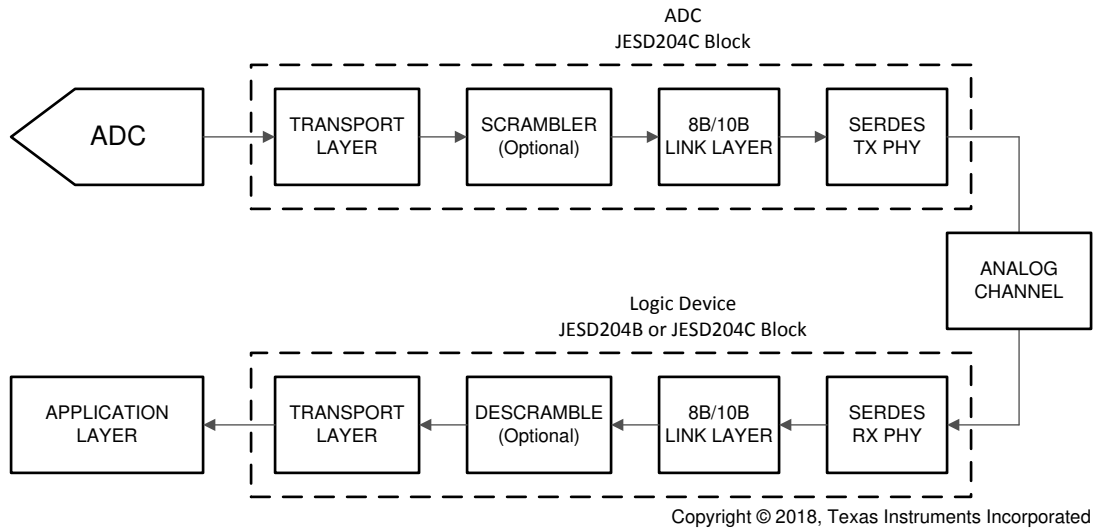 ADC
JESD204C Block
ADC
TRANSPORT
LAYER
SCRAMBLER
(Optional)
8B/10B
LINK LAYER
SERDES
TX PHY
ANALOG
CHANNEL
Logic Device
JESD204B or JESD204C Block
APPLICATION
LAYER
TRANSPORT
LAYER
DESCRAMBLE
(Optional)
8B/10B
LINK LAYER
SERDES
RX PHY
Copyright © 2018, Texas Instruments Incorporated